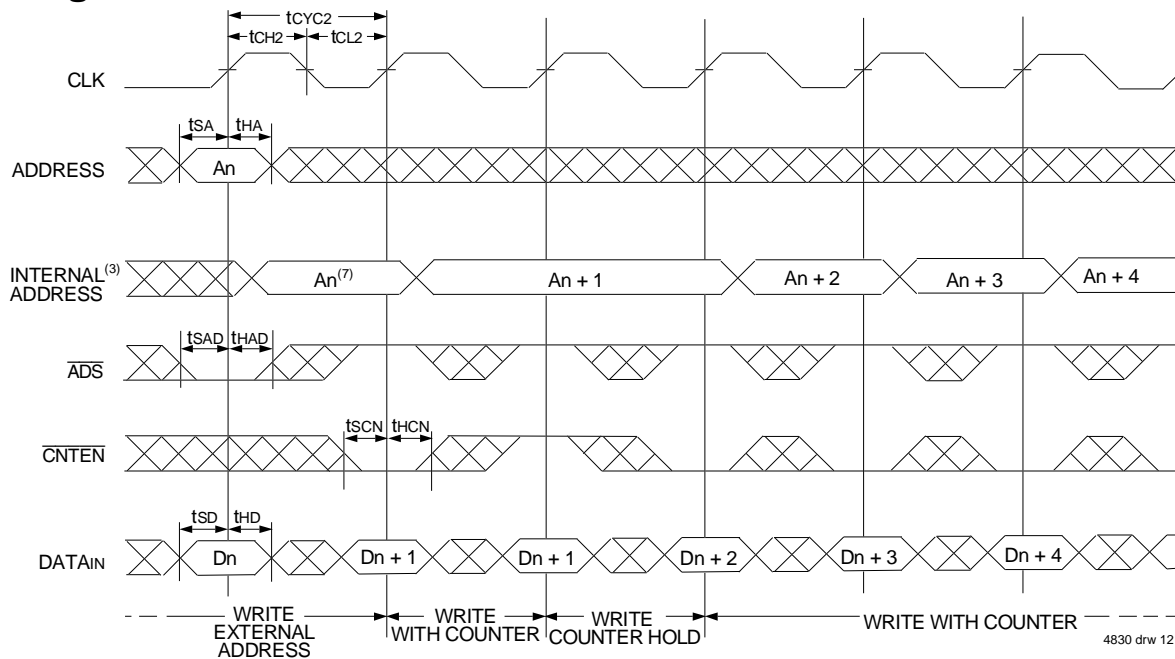 tCYC2
tCH2 tCL2
CLK
tSA tHA
ADDRESS
An
INTERNAL(3)
ADDRESS
An(7) An + 1 An + 2 An + 3 An + 4
tSAD tHAD
ADS
tSCN tHCN
CNTEN
tSD tHD
DATAIN
Dn Dn + 1 Dn + 1 Dn + 2 Dn + 3 Dn + 4
WRITE
EXTERNAL
ADDRESS
WRITE
WITH COUNTER
WRITE
COUNTER HOLD
WRITE WITH COUNTER
4830 drw 12